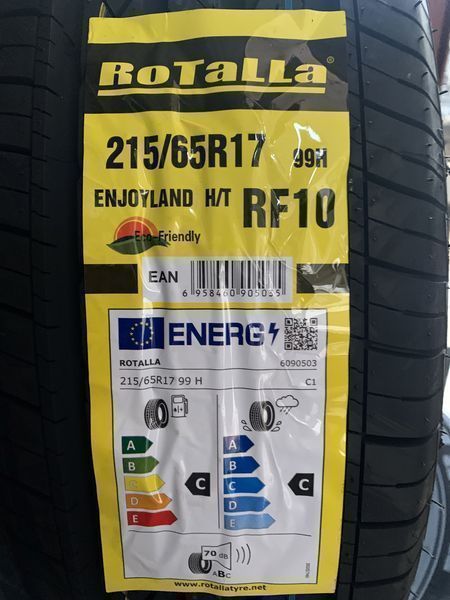 RoTaLLa®
215/65R17 99H
ENJOYLAND H/T RF10
Eco-Friendly
EAN
6 958460 905035
ENERG
ROTALLA 6090503
215/65R17 99 H C1
A A
B B
C C C C
D D
E E
70 dB
ABC
www.rotallatyre.net